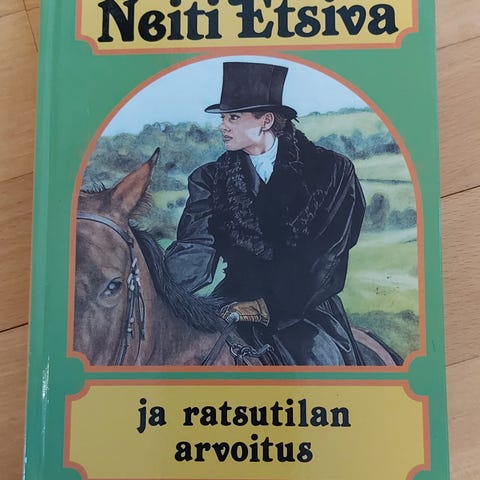 Neiti Etsivä
ja ratsutilan
arvoitus